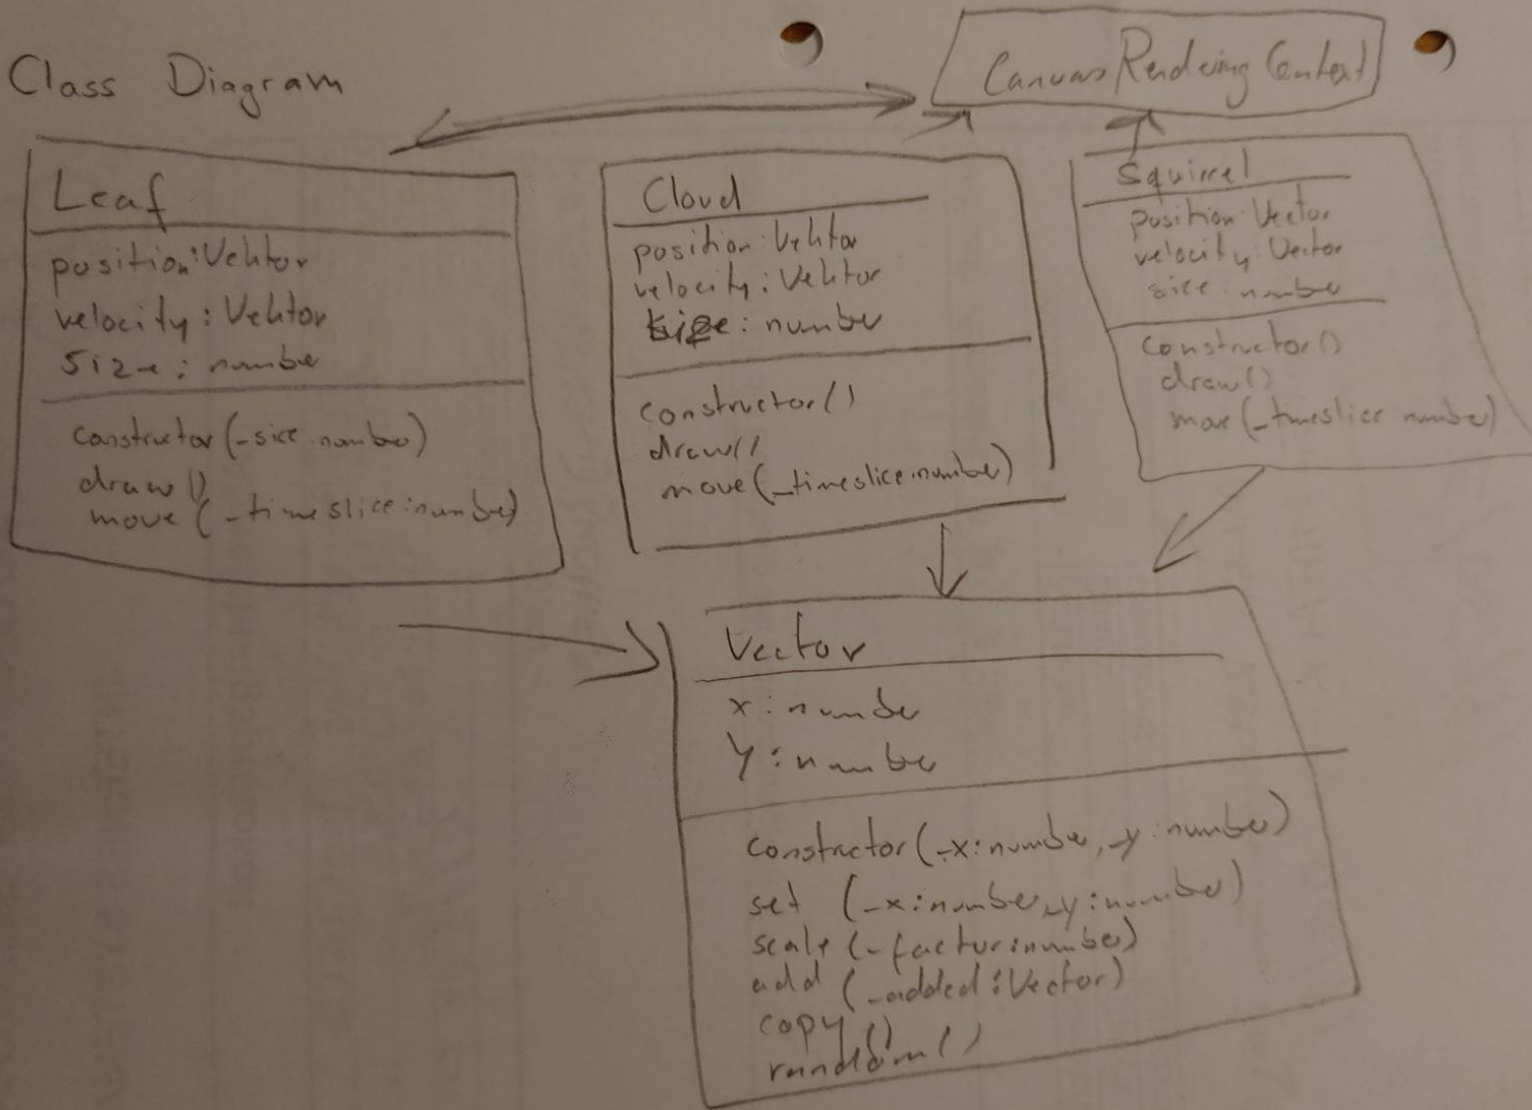 Class Diagram
CanvasRendering Context
Leaf
position: Vektor
velocity: Vektor
size: number
constructor(_size:number)
draw()
move (_timeslice:number)
Cloud
position: Vektor
velocity: Vektor
size: number
constructor()
draw()
move(_timeslice:number)
Squirrel
position: Vector
velocity: Vector
size: number
constructor()
draw()
move(_timeslice number)
Vector
x: number
y: number
constructor(_x:number, _y:number)
set (_x:number, _y:number)
scale (_factor:number)
add (_added:Vector)
copy()
random()